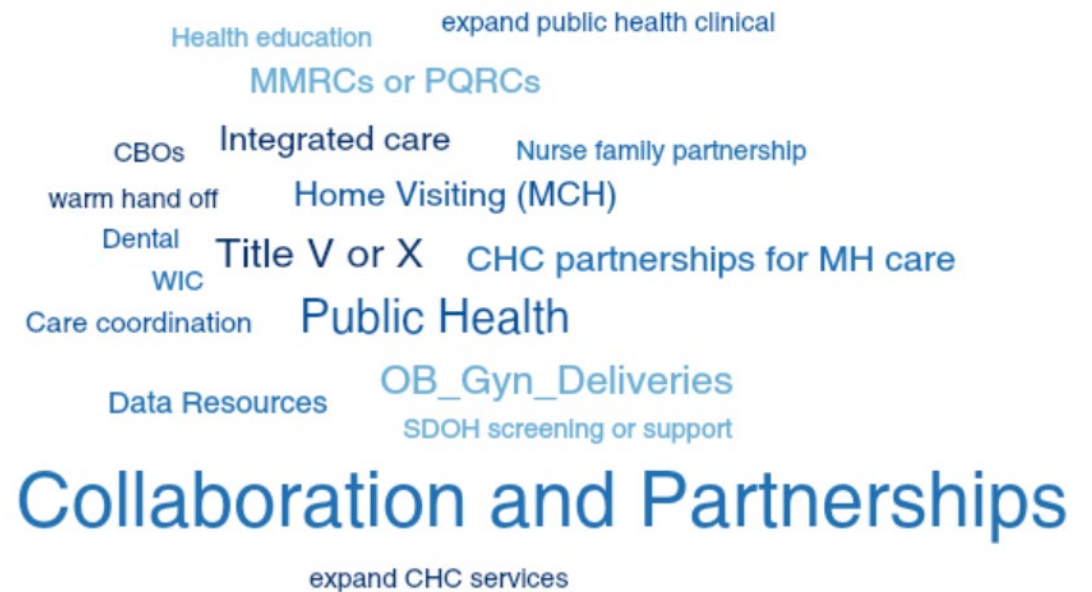 expand public health clinical
Health education
MMRCs or PQRCs
Integrated care
CBOs
Nurse family partnership
warm hand off
Home Visiting (MCH)
Dental
Title V or X
CHC partnerships for MH care
WIC
Care coordination
Public Health
OB_Gyn_Deliveries
Data Resources
SDOH screening or support
Collaboration and Partnerships
expand CHC services